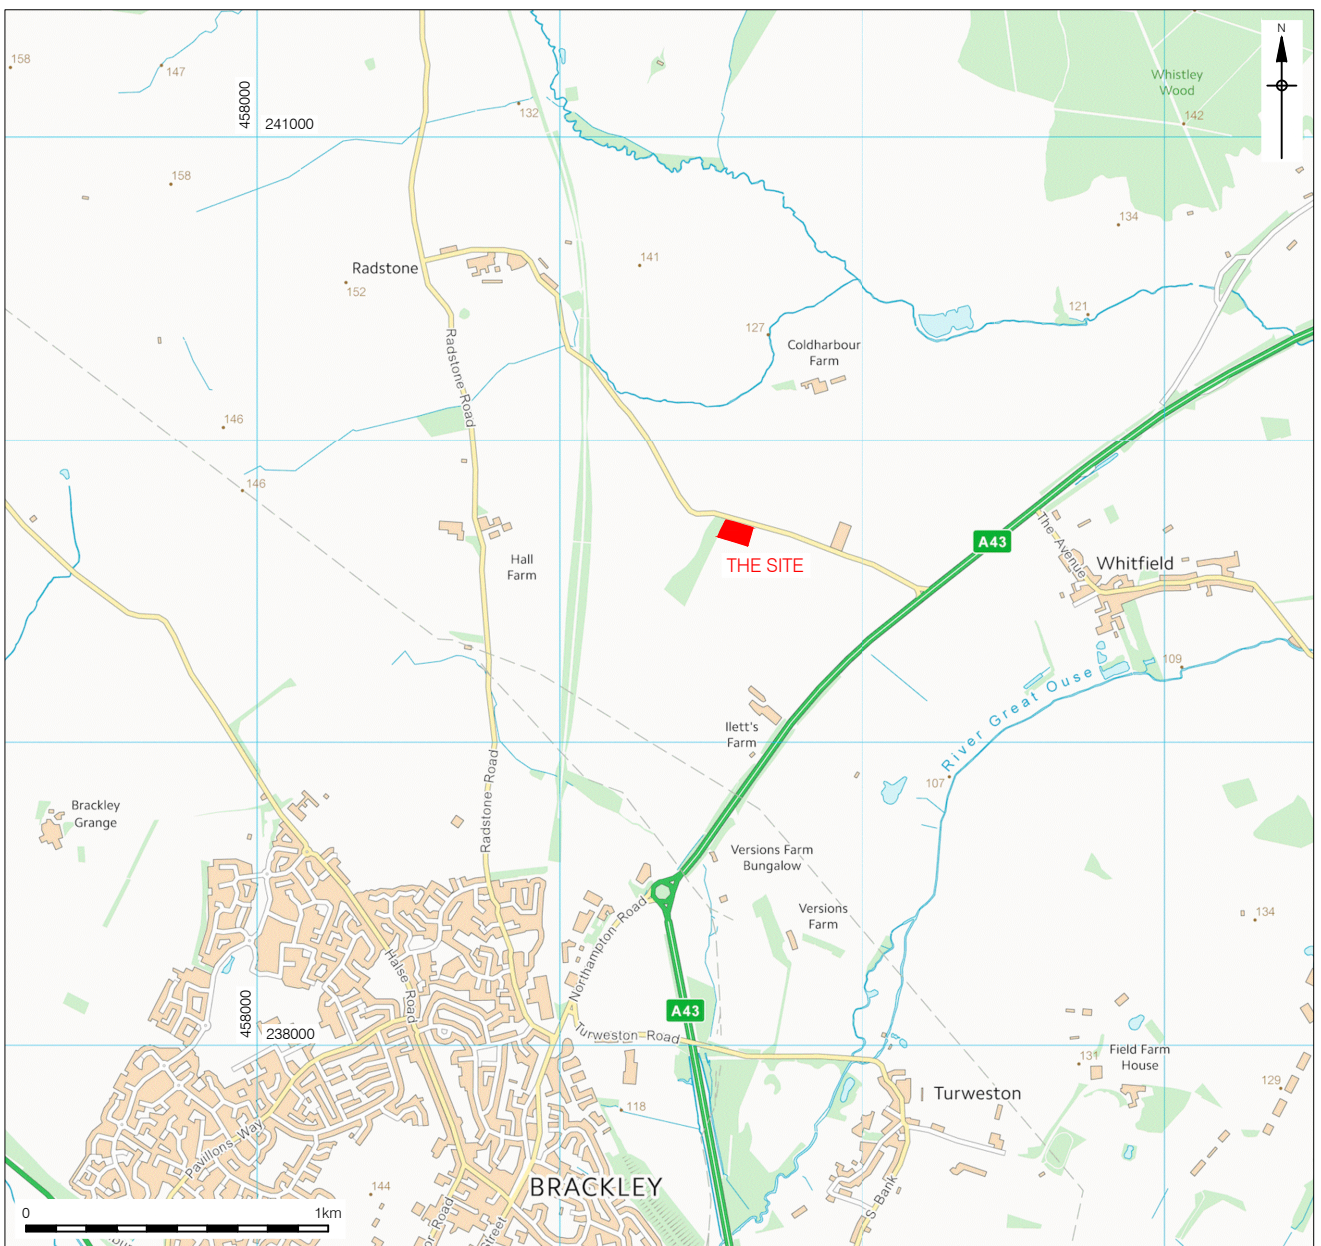 158
147
458000
241000
132
Whistley
Wood
142
N
158
134
Radstone
152
141
121
127
Coldharbour
Farm
Radstone Road
146
146
A43
The Avenue
Whitfield
Hall
Farm
THE SITE
109
River Great Ouse
Ilett's
Farm
107
Radstone Road
Brackley
Grange
Versions Farm
Bungalow
Versions
Farm
134
Northampton Road
Halse Road
458000
238000
A43
Turweston Road
Field Farm
House
131
129
Turweston
118
Pavillons Way
BRACKLEY
144
S. Bank
or Road
Street
0
1km